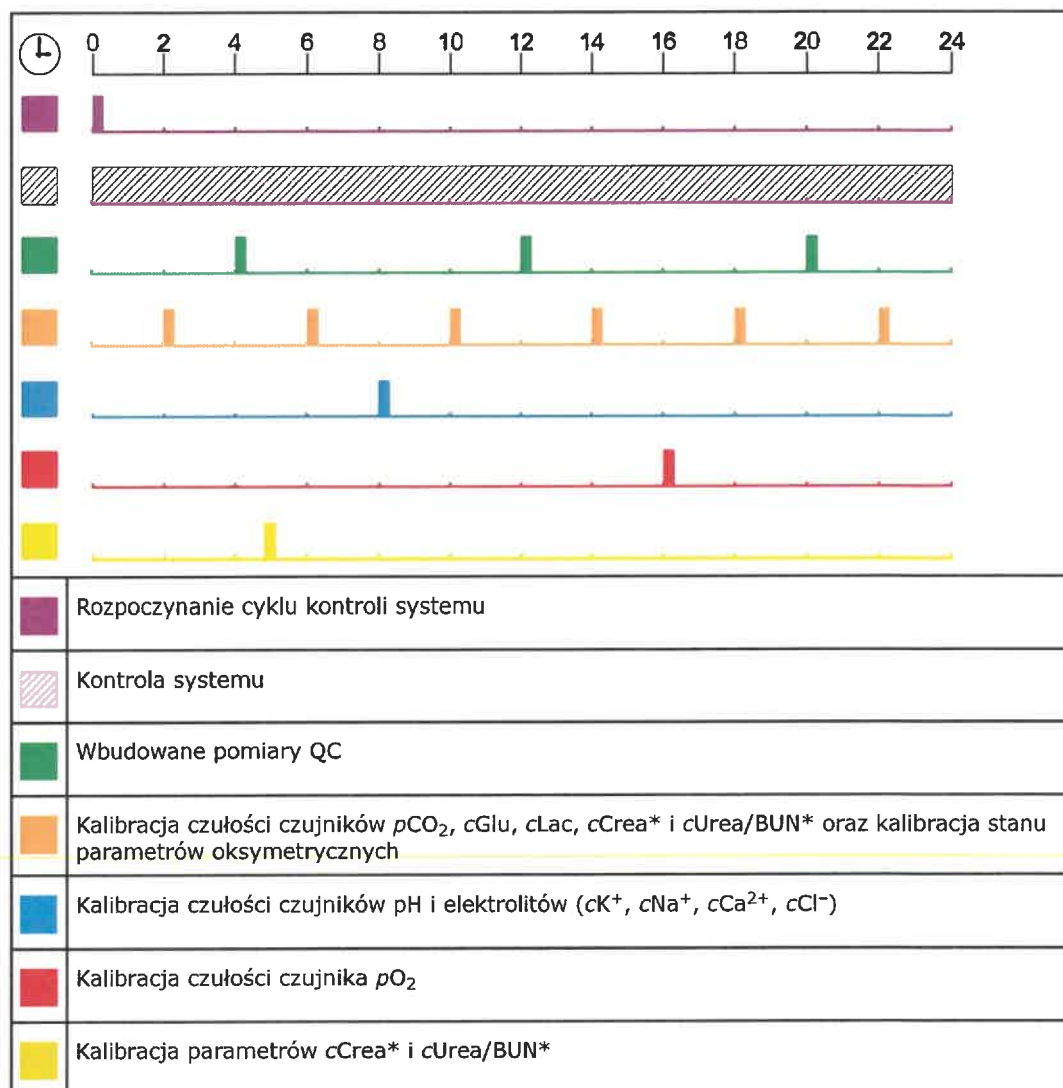 0 2 4 6 8 10 12 14 16 18 20 22 24
Rozpoczynanie cyklu kontroli systemu
Kontrola systemu
Wbudowane pomiary QC
Kalibracja czułości czujników pCO₂, cGlu, cLac, cCrea* i cUrea/BUN* oraz kalibracja stanu
parametrów oksymetrycznych
Kalibracja czułości czujników pH i elektrolitów (cK⁺, cNa⁺, cCa²⁺, cCl⁻)
Kalibracja czułości czujnika pO₂
Kalibracja parametrów cCrea* i cUrea/BUN*